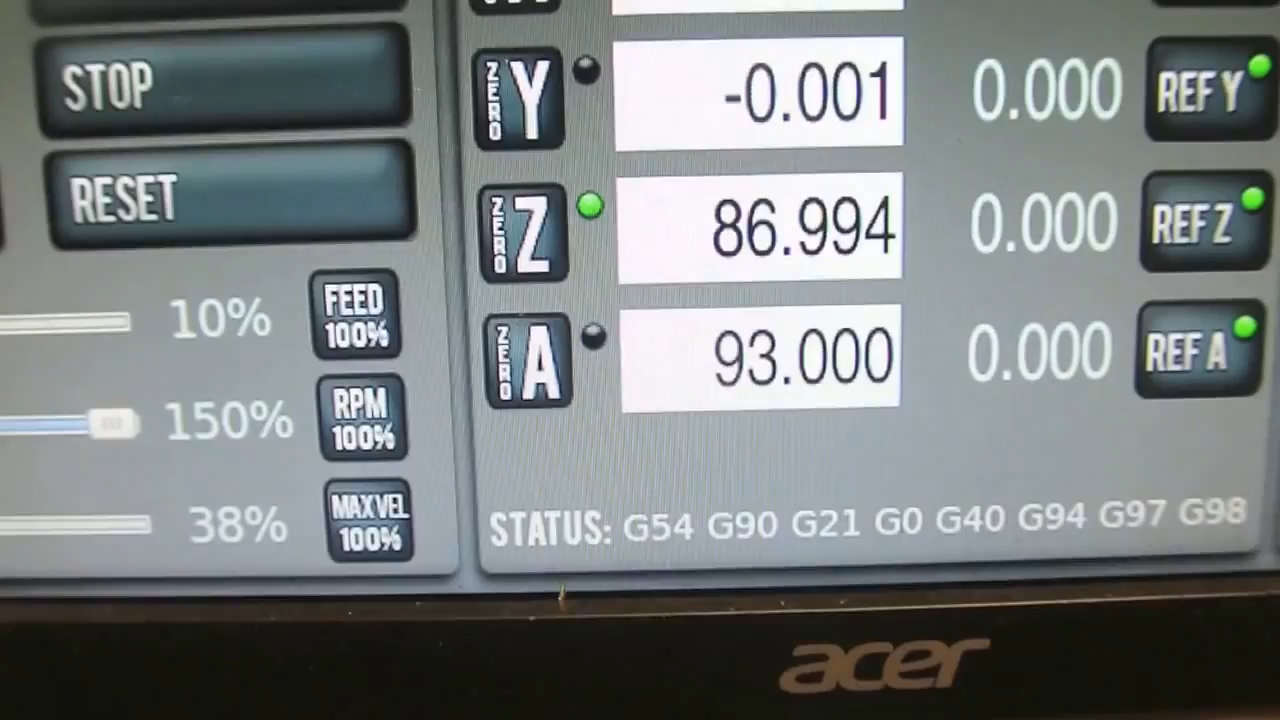 STOP
RESET
10% FEED 100%
150% RPM 100%
38% MAX VEL 100%
ZERO Y -0.001 0.000 REF Y
ZERO Z 86.994 0.000 REF Z
ZERO A 93.000 0.000 REF A
STATUS: G54 G90 G21 G0 G40 G94 G97 G98
acer